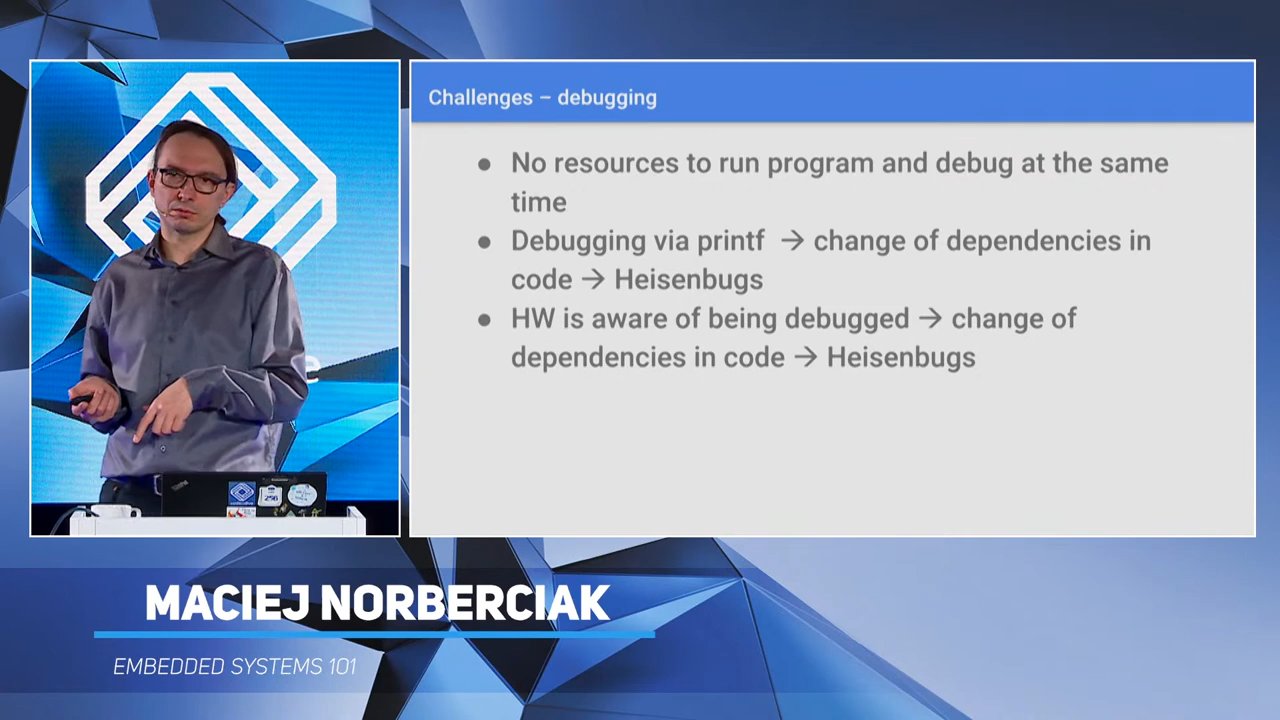 Challenges – debugging
● No resources to run program and debug at the same
time
● Debugging via printf → change of dependencies in
code → Heisenbugs
● HW is aware of being debugged → change of
dependencies in code → Heisenbugs
MACIEJ NORBERCIAK
EMBEDDED SYSTEMS 101